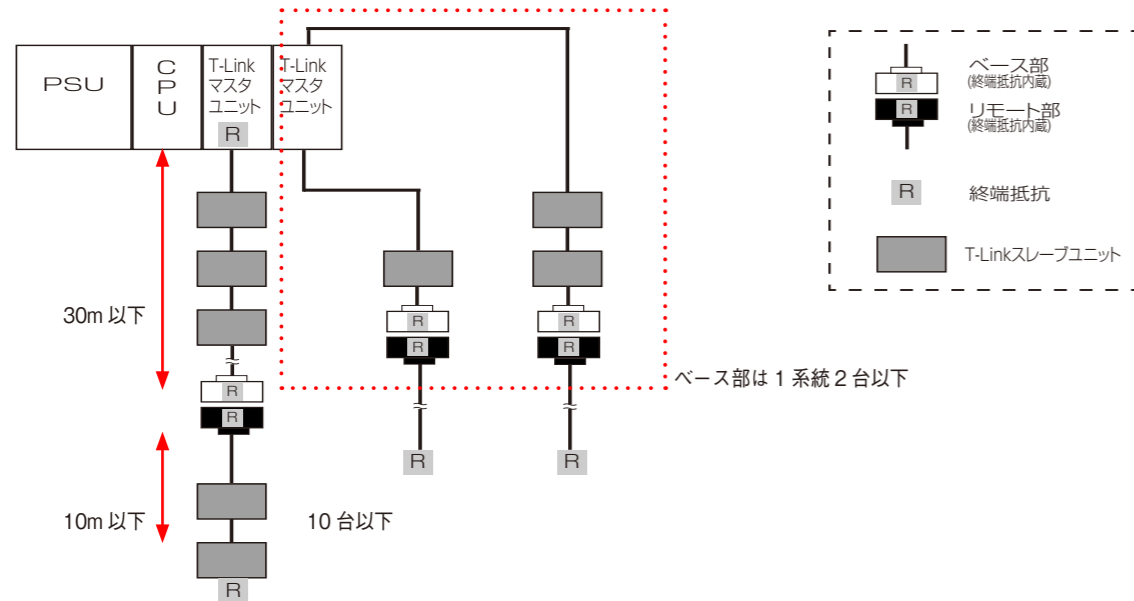 PSU
CPU
T-Link
マスタ
ユニット
R
T-Link
マスタ
ユニット
30m 以下
R
R
R
R
R
R
ベース部は 1 系統 2 台以下
R
R
10m 以下
10 台以下
R
R
ベース部
(終端抵抗内蔵)
R
リモート部
(終端抵抗内蔵)
R
終端抵抗
T-Linkスレーブユニット